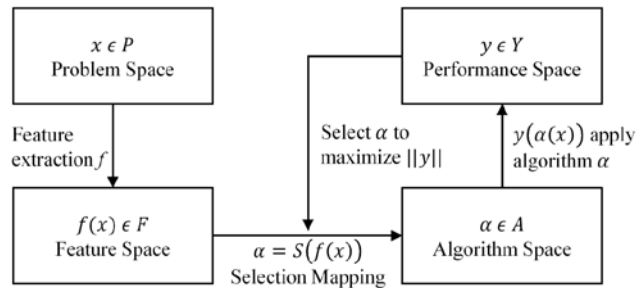 x ϵ P
Problem Space
y ϵ Y
Performance Space
Feature
extraction f
Select α to
maximize ||y||
y(α(x)) apply
algorithm α
f(x) ϵ F
Feature Space
α = S(f(x))
Selection Mapping
α ϵ A
Algorithm Space